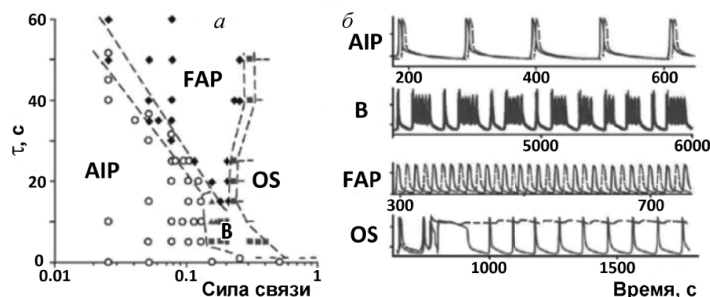 а
τ, с
60
40
20
0
FAP
AIP
OS
B
0.01
0.1
1
Сила связи
б
AIP
200
400
600
B
5000
6000
FAP
300
700
OS
1000
1500
Время, с